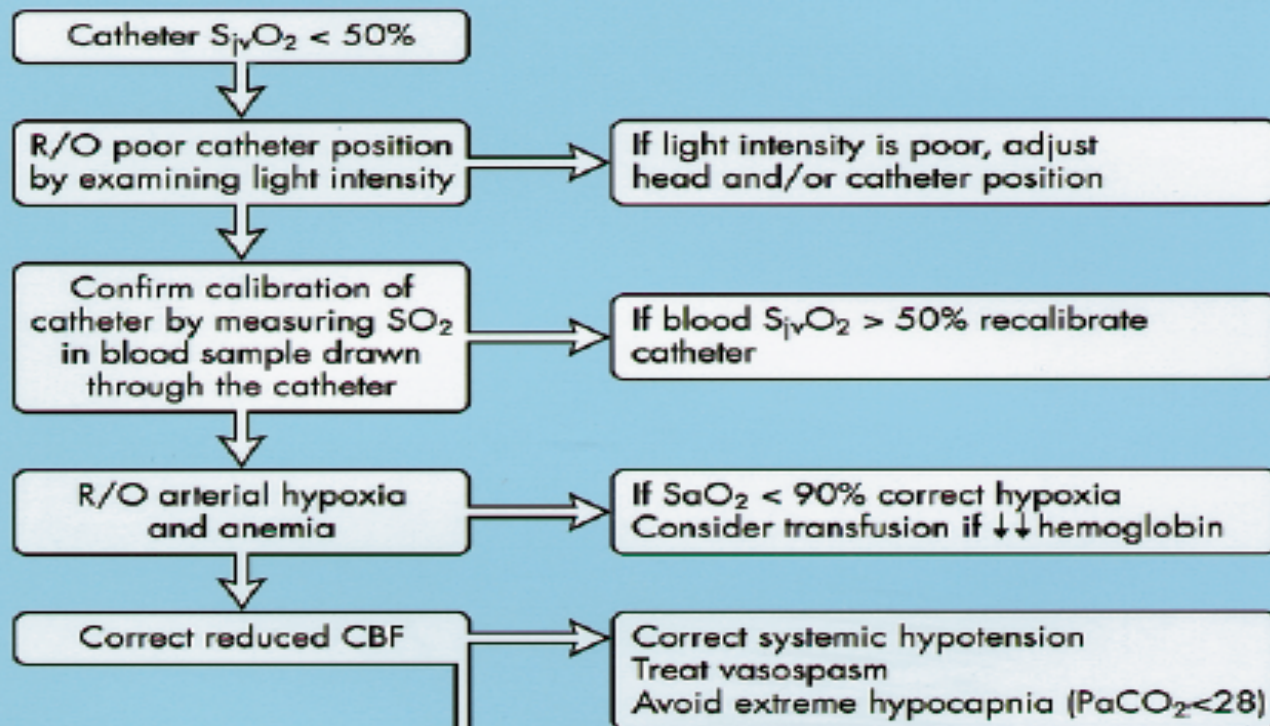 Catheter SjvO₂ < 50%
R/O poor catheter position
by examining light intensity
If light intensity is poor, adjust
head and/or catheter position
Confirm calibration of
catheter by measuring SO₂
in blood sample drawn
through the catheter
If blood SjvO₂ > 50% recalibrate
catheter
R/O arterial hypoxia
and anemia
If SaO₂ < 90% correct hypoxia
Consider transfusion if ↓↓hemoglobin
Correct reduced CBF
Correct systemic hypotension
Treat vasospasm
Avoid extreme hypocapnia (PaCO₂<28)